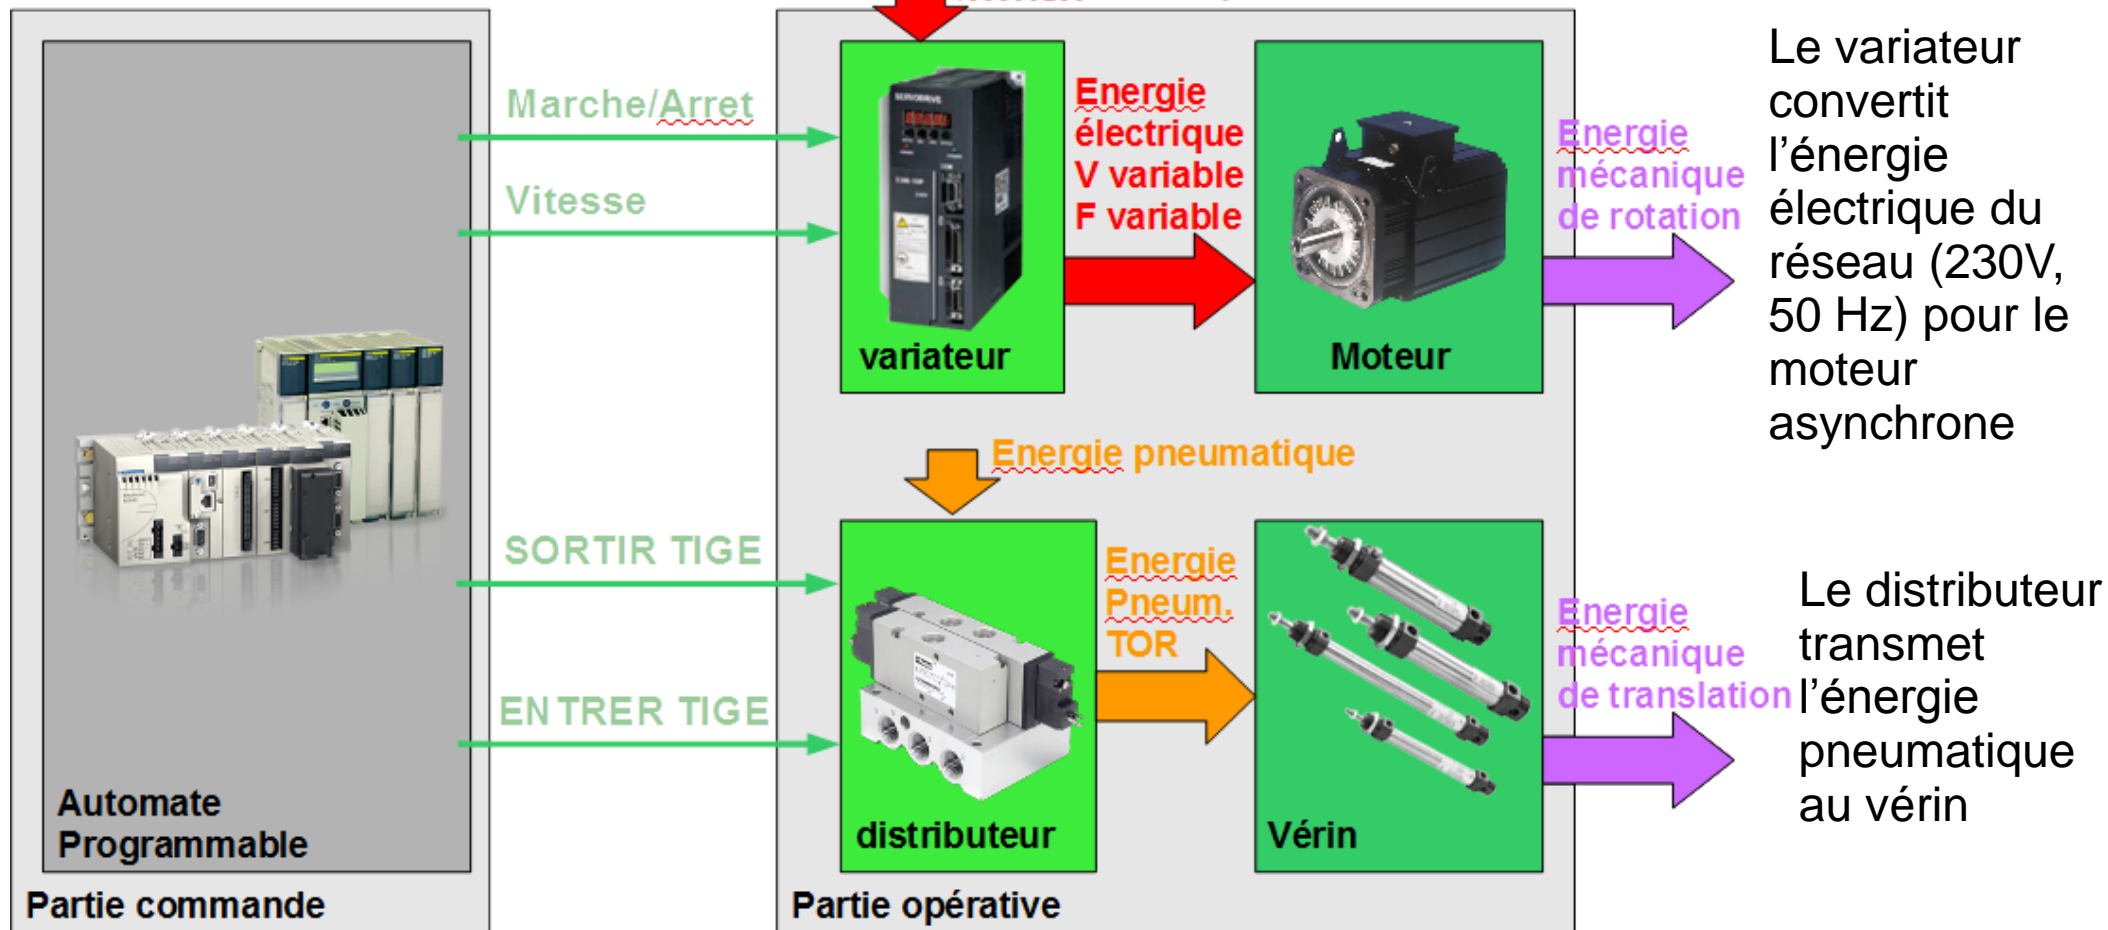 Marche/Arret
Vitesse
SORTIR TIGE
ENTRER TIGE
Automate
Programmable
Partie commande
SERVODRIVE
Energie
électrique
V variable
F variable
variateur
Moteur
Energie
mécanique
de rotation
Energie pneumatique
Energie
Pneum.
TOR
distributeur
Vérin
Energie
mécanique
de translation
Partie opérative
Le variateur
convertit
l’énergie
électrique du
réseau (230V,
50 Hz) pour le
moteur
asynchrone
Le distributeur
transmet
l’énergie
pneumatique
au vérin